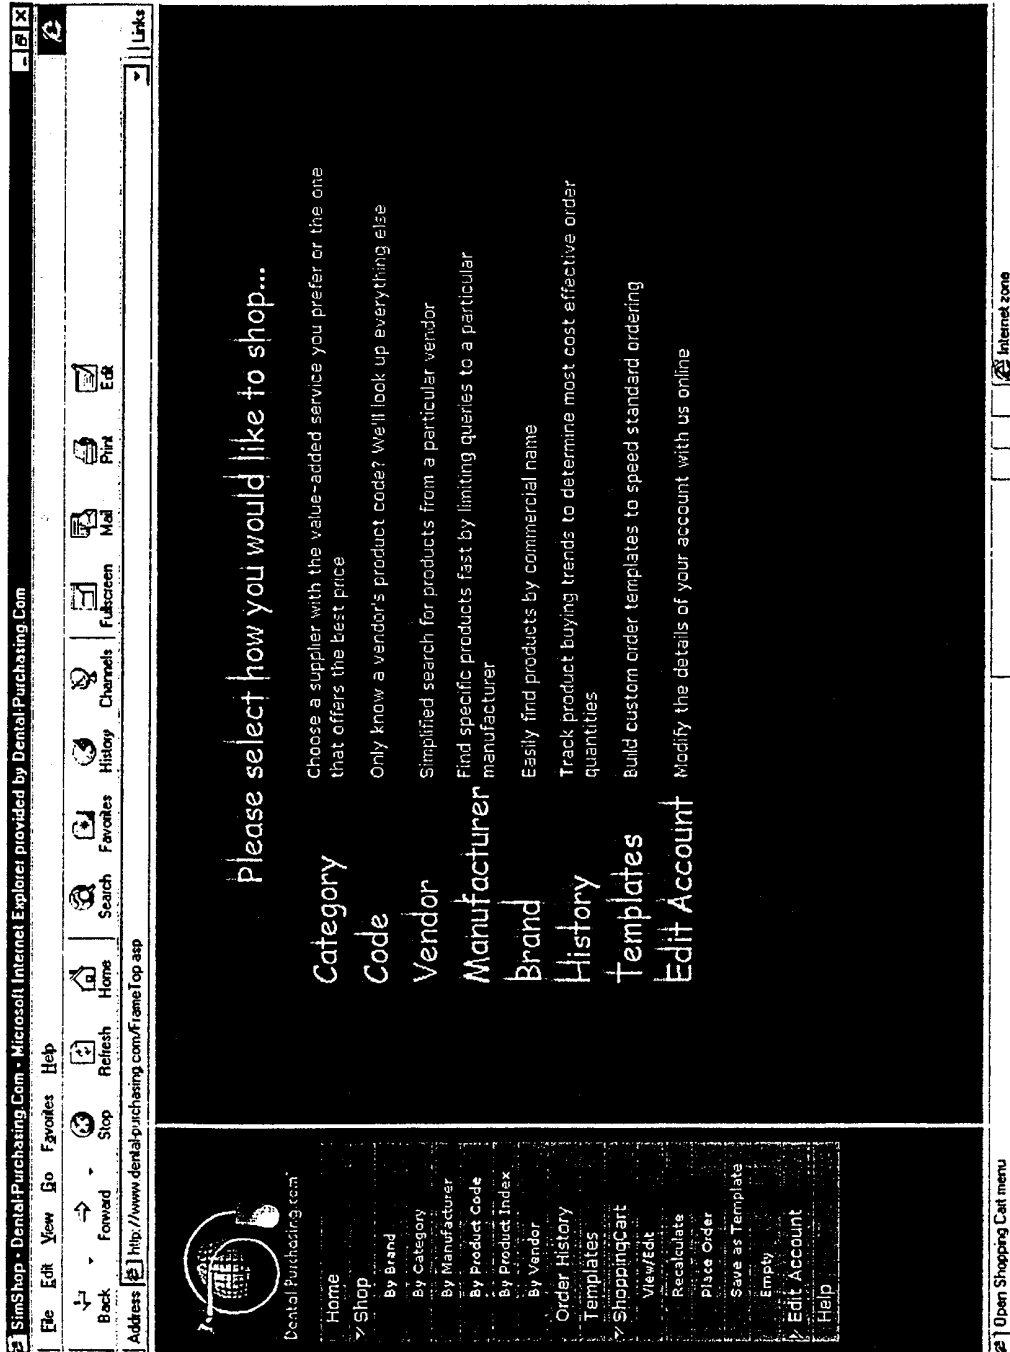 SimShop - Dental-Purchasing.Com - Microsoft Internet Explorer provided by Dental-Purchasing.Com
File Edit View Go Favorites Help
Back Forward Stop Refresh Home Search Favorites History Channels Fullscreen Mail Print Edit
Address http://www.dental-purchasing.com/FrameTop.asp Links
Dental Purchasing.com
Home
Shop
By Brand
By Category
By Manufacturer
By Product Code
By Product Index
By Vendor
Order History
Templates
ShoppingCart
View/Edit
Recalculate
Place Order
Save as Template
Empty
Edit Account
Help
Please select how you would like to shop...
Category Choose a supplier with the value-added service you prefer or the one
that offers the best price
Code Only know a vendor's product code? We'll look up everything else
Vendor Simplified search for products from a particular vendor
Manufacturer Find specific products fast by limiting queries to a particular
manufacturer
Brand Easily find products by commercial name
History Track product buying trends to determine most cost effective order
quantities
Templates Build custom order templates to speed standard ordering
Edit Account Modify the details of your account with us online
Open Shopping Cart menu Internet zone